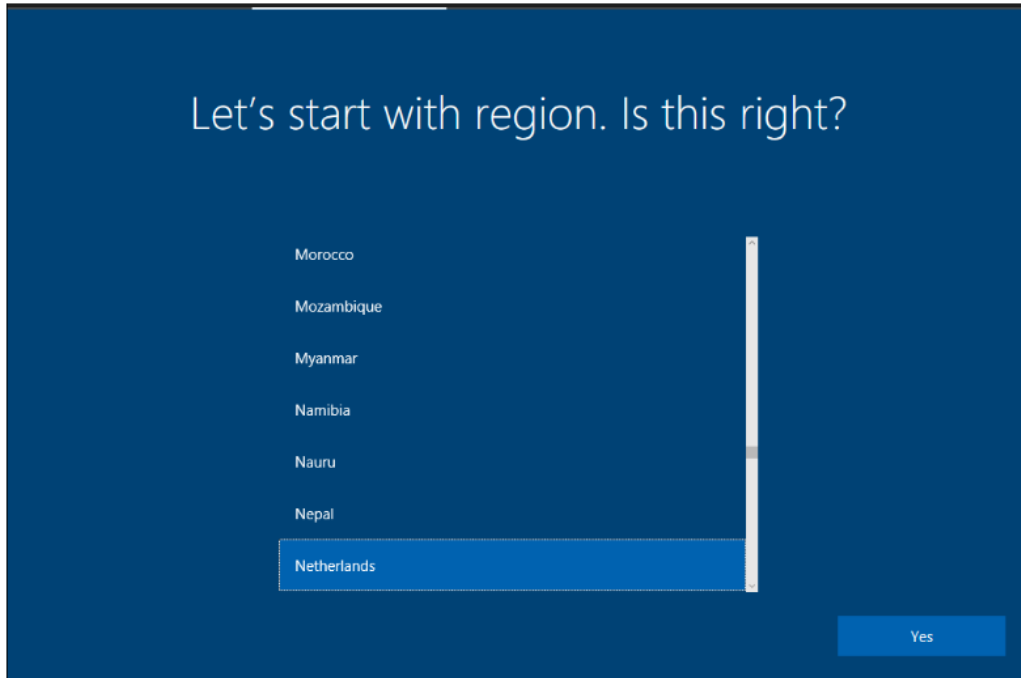 Let's start with region. Is this right?
Morocco
Mozambique
Myanmar
Namibia
Nauru
Nepal
Netherlands
Yes